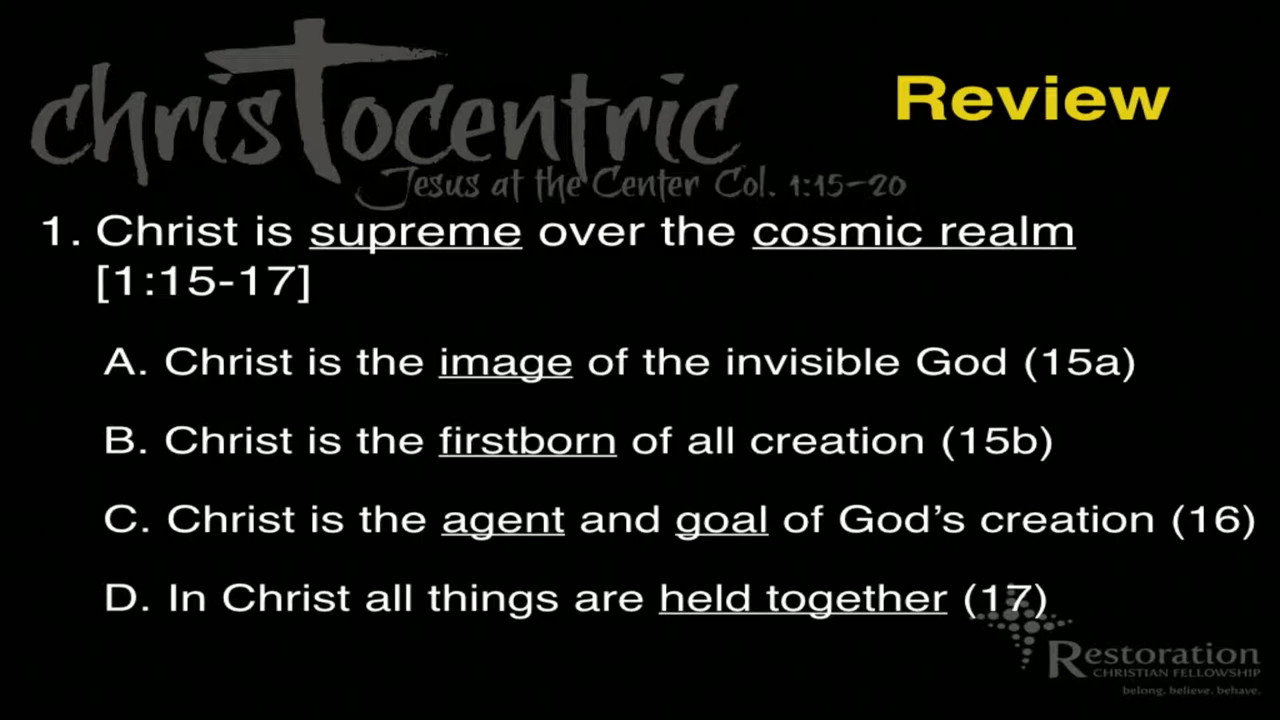 chrisTocentric
Review
Jesus at the Center Col. 1:15-20
1. Christ is supreme over the cosmic realm
[1:15-17]
A. Christ is the image of the invisible God (15a)
B. Christ is the firstborn of all creation (15b)
C. Christ is the agent and goal of God’s creation (16)
D. In Christ all things are held together (17)
Restoration
CHRISTIAN FELLOWSHIP
belong. believe. behave.